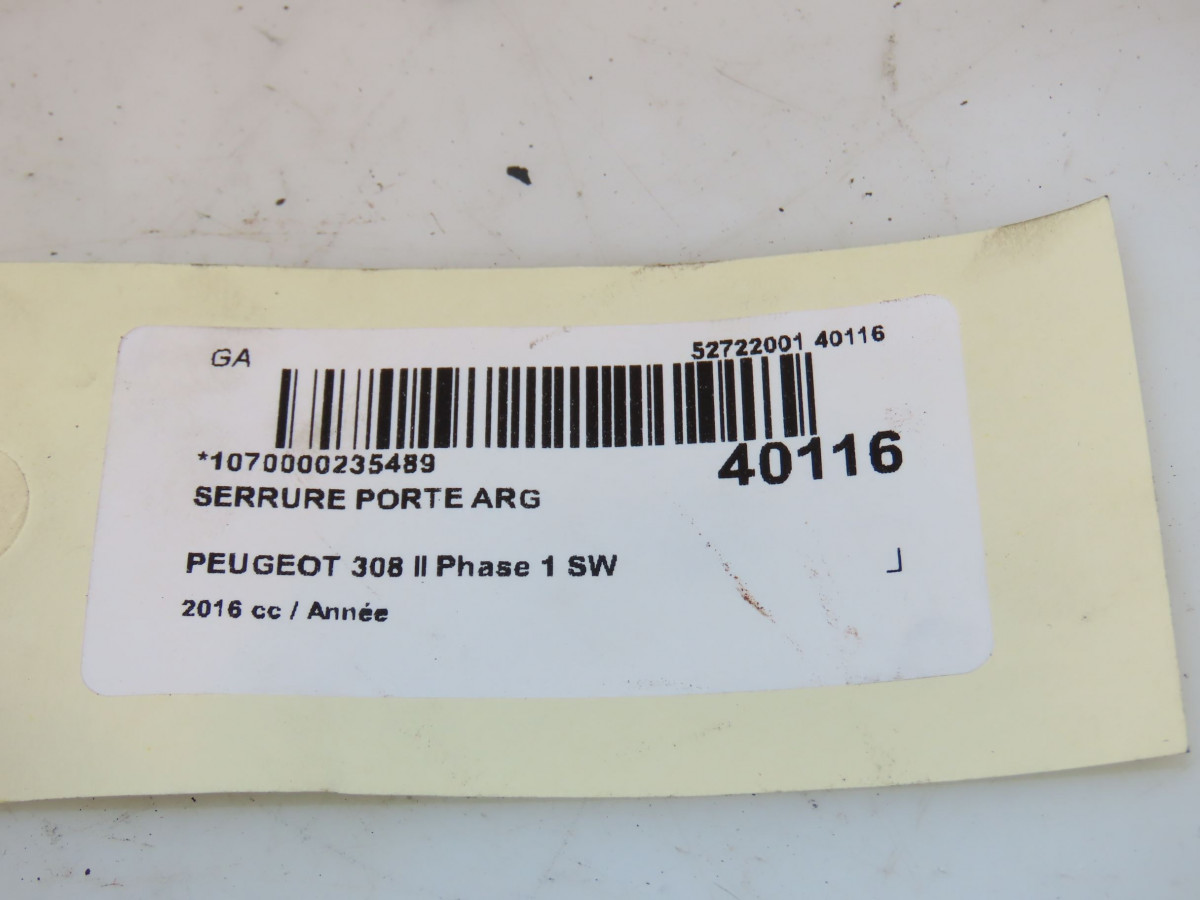 GA
52722001 40116
*1070000235489
40116
SERRURE PORTE ARG
PEUGEOT 308 II Phase 1 SW
2016 cc / Année